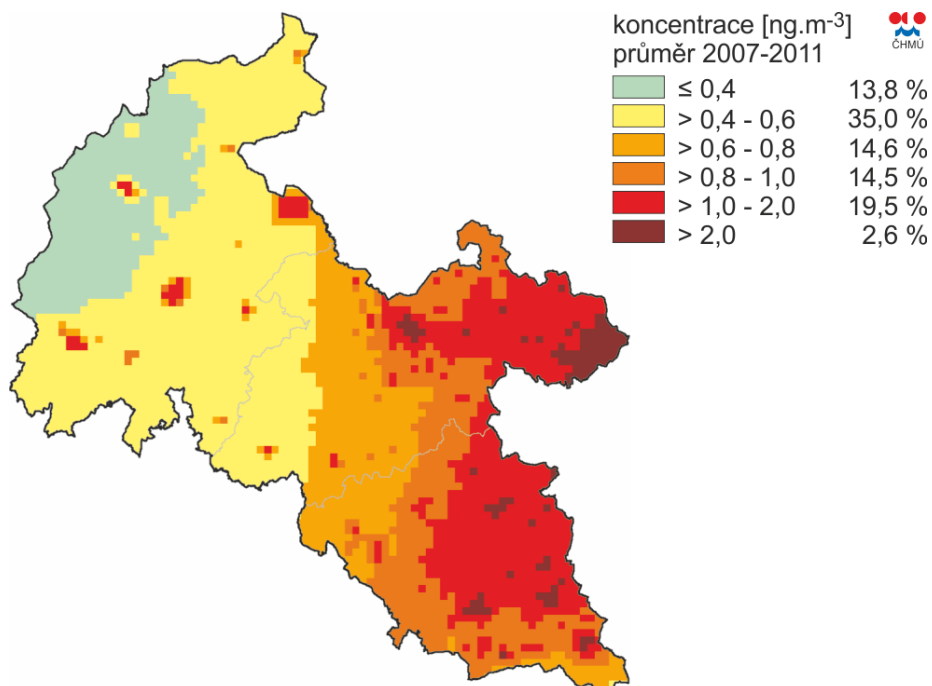 koncentrace [ng.m-3]
průměr 2007-2011
ČHMÚ
≤ 0,4 13,8 %
> 0,4 - 0,6 35,0 %
> 0,6 - 0,8 14,6 %
> 0,8 - 1,0 14,5 %
> 1,0 - 2,0 19,5 %
> 2,0 2,6 %